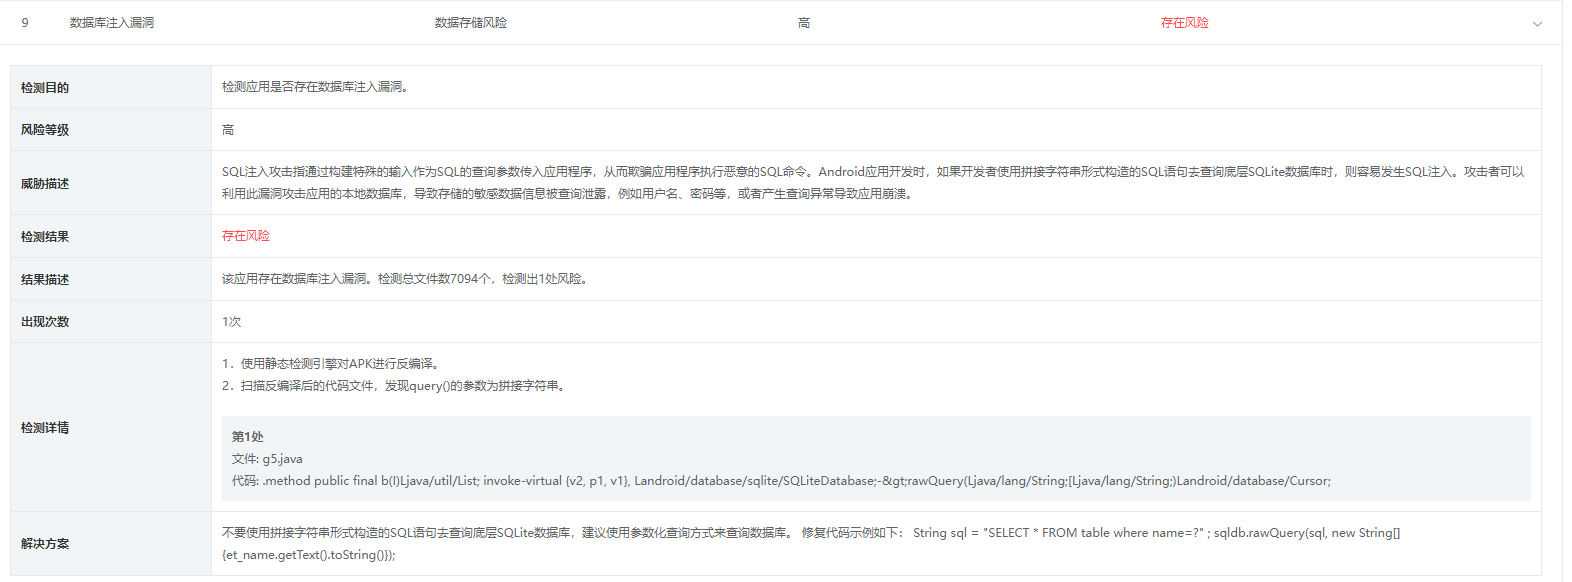 9 数据库注入漏洞 数据存储风险 高 存在风险
检测目的 检测应用是否存在数据库注入漏洞。
风险等级 高
威胁描述 SQL注入攻击指通过构建特殊的输入作为SQL的查询参数传入应用程序，从而欺骗应用程序执行恶意的SQL命令。Android应用开发时，如果开发者使用拼接字符串形式构造的SQL语句去查询底层SQLite数据库时，则容易发生SQL注入。攻击者可以
利用此漏洞攻击应用的本地数据库，导致存储的敏感数据信息被查询泄露，例如用户名、密码等，或者产生查询异常导致应用崩溃。
检测结果 存在风险
结果描述 该应用存在数据库注入漏洞。检测总文件数7094个，检测出1处风险。
出现次数 1次
检测详情
1．使用静态检测引擎对APK进行反编译。
2．扫描反编译后的代码文件，发现query()的参数为拼接字符串。
第1处
文件: g5.java
代码: .method public final b(I)Ljava/util/List; invoke-virtual {v2, p1, v1}, Landroid/database/sqlite/SQLiteDatabase;-&gt;rawQuery(Ljava/lang/String;[Ljava/lang/String;)Landroid/database/Cursor;
解决方案 不要使用拼接字符串形式构造的SQL语句去查询底层SQLite数据库，建议使用参数化查询方式来查询数据库。 修复代码示例如下： String sql = "SELECT * FROM table where name=?" ; sqldb.rawQuery(sql, new String[]
{et_name.getText().toString()});